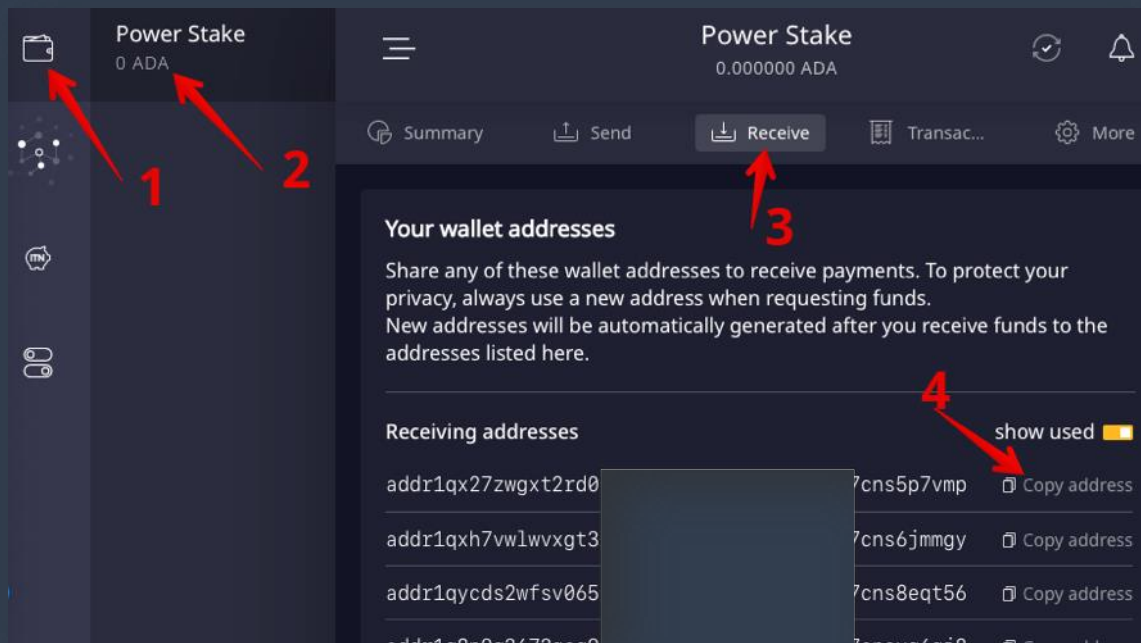 Power Stake
0 ADA
Power Stake
0.000000 ADA
1
2
Summary
Send
Receive
Transac...
More
3
ITN
Your wallet addresses
Share any of these wallet addresses to receive payments. To protect your
privacy, always use a new address when requesting funds.
New addresses will be automatically generated after you receive funds to the
addresses listed here.
4
Receiving addresses
show used
addr1qx27zwgxt2rd0 7cns5p7vmp Copy address
addr1qxh7vwlwvxgt3 7cns6jmmgy Copy address
addr1qycds2wfsv065 7cns8eqt56 Copy address